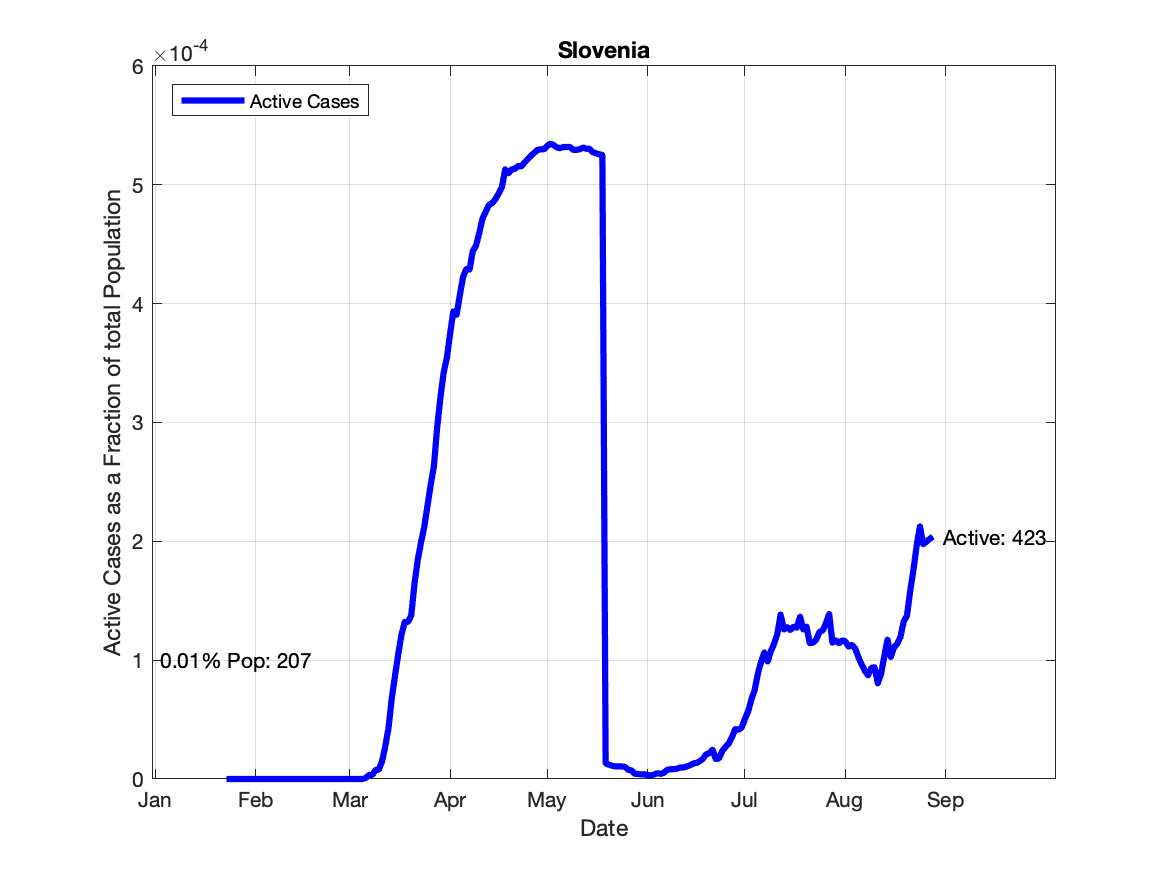 Slovenia
×10-4
6
Active Cases
5
4
3
2
1
0
Active Cases as a Fraction of total Population
0.01% Pop: 207
Active: 423
Jan Feb Mar Apr May Jun Jul Aug Sep
Date